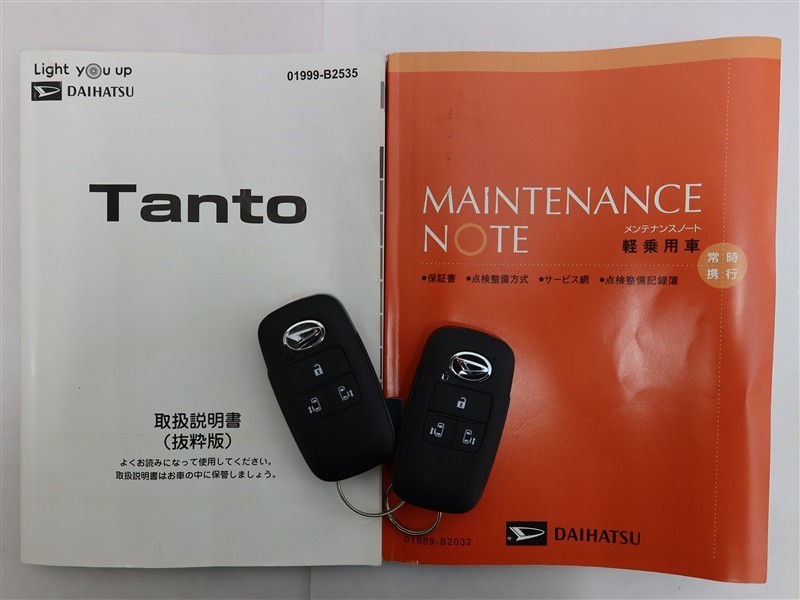 Light you up
DAIHATSU
01999-B2535
Tanto
取扱説明書
(抜粋版)
よくお読みになって使用してください。
取扱説明書はお車の中に保管しましょう。
MAINTENANCE
NOTE
メンテナンスノート
軽乗用車
常時
携行
●保証書 ●点検整備方式 ●サービス網 ●点検整備記録簿
01989-B2032
DAIHATSU